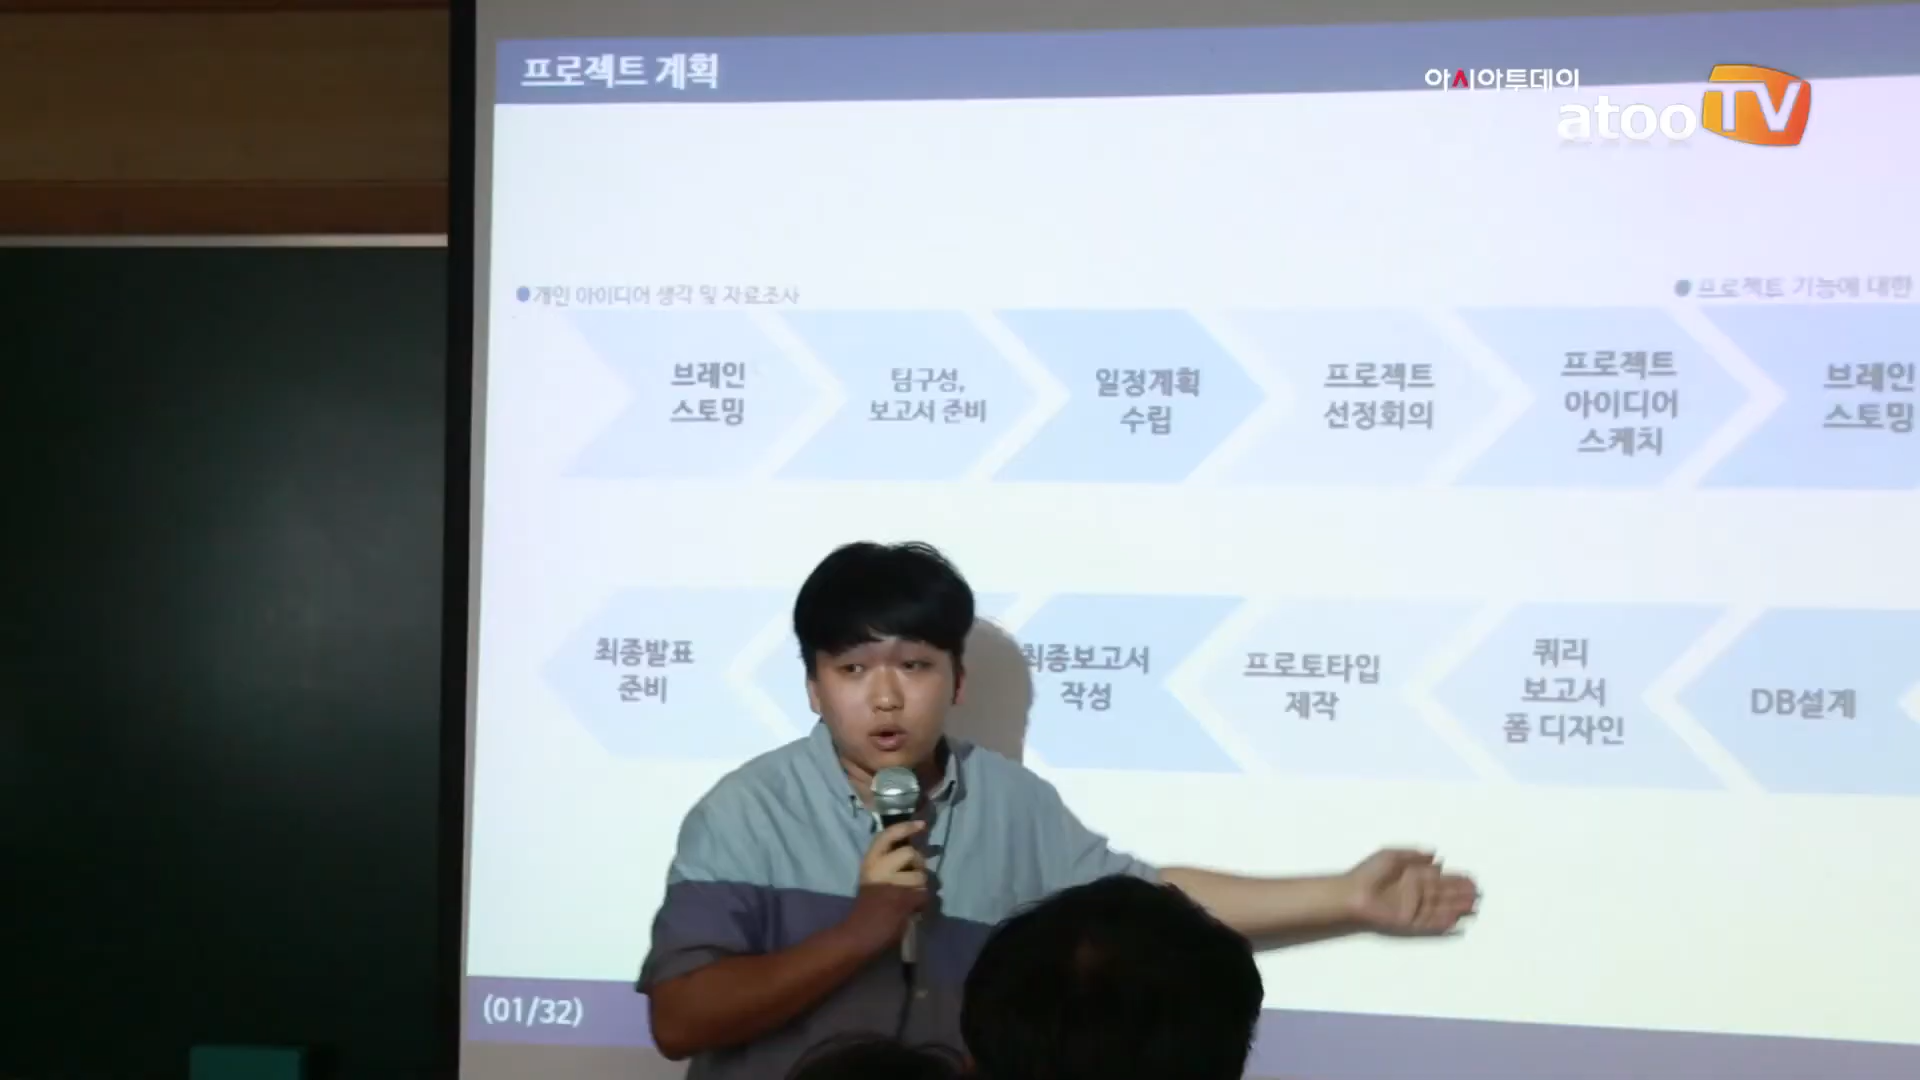 프로젝트 계획
아시아투데이
atooTV
●개인 아이디어 생각 및 자료조사
●프로젝트 기능에 대한
브레인
스토밍
팀구성,
보고서 준비
일정계획
수립
프로젝트
선정회의
프로젝트
아이디어
스케치
브레인
스토밍
최종발표
준비
최종보고서
작성
프로토타입
제작
쿼리
보고서
폼 디자인
DB설계
(01/32)